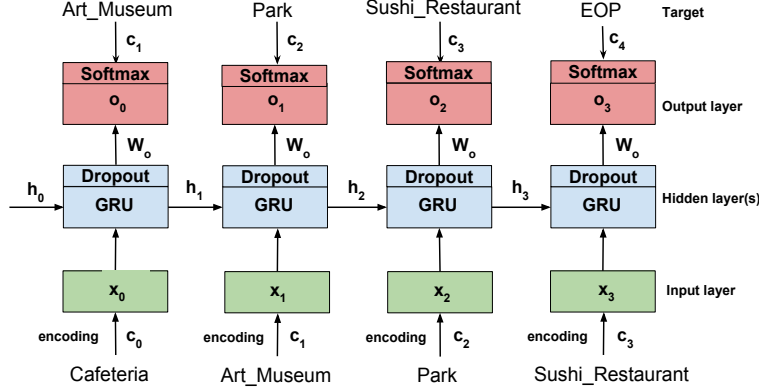 Art_Museum Park Sushi_Restaurant EOP Target
c1 c2 c3 c4
Softmax Softmax Softmax Softmax
o0 o1 o2 o3 Output layer
Wo Wo Wo Wo
Dropout Dropout Dropout Dropout
h0 h1 h2 h3 Hidden layer(s)
GRU GRU GRU GRU
x0 x1 x2 x3 Input layer
encoding c0 encoding c1 encoding c2 encoding c3
Cafeteria Art_Museum Park Sushi_Restaurant